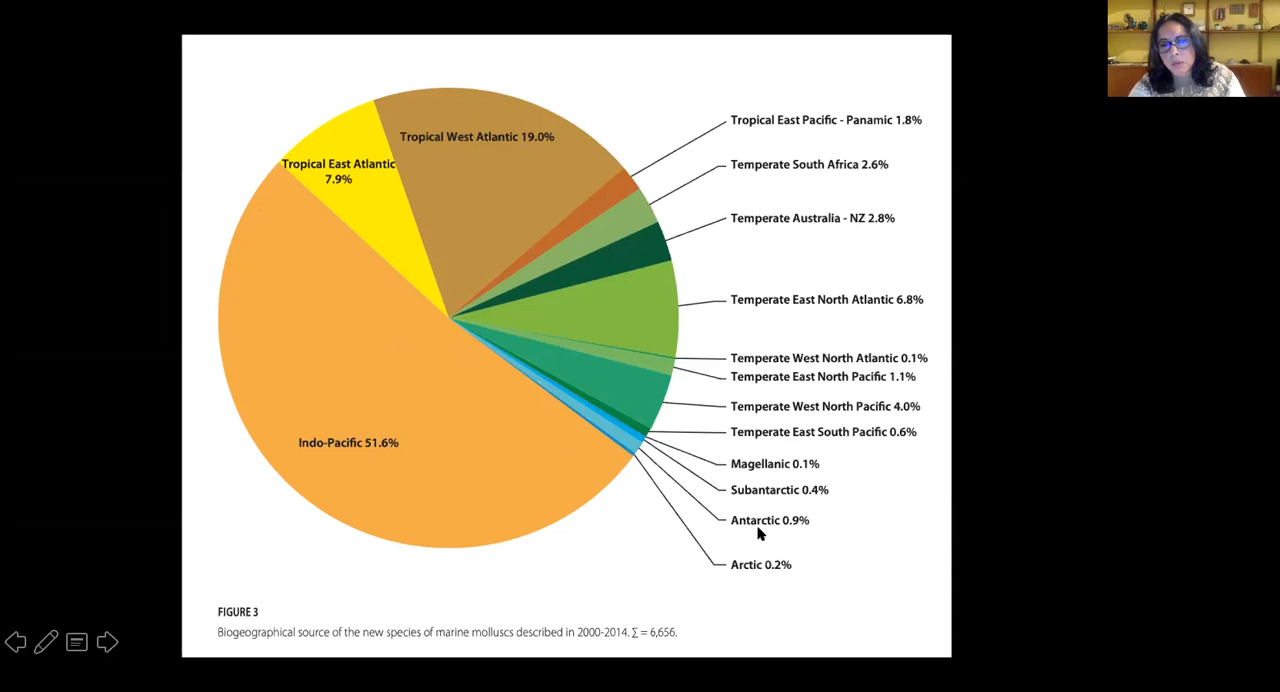 Tropical West Atlantic 19.0%
Tropical East Atlantic
7.9%
Indo-Pacific 51.6%
Tropical East Pacific - Panamic 1.8%
Temperate South Africa 2.6%
Temperate Australia - NZ 2.8%
Temperate East North Atlantic 6.8%
Temperate West North Atlantic 0.1%
Temperate East North Pacific 1.1%
Temperate West North Pacific 4.0%
Temperate East South Pacific 0.6%
Magellanic 0.1%
Subantarctic 0.4%
Antarctic 0.9%
Arctic 0.2%
FIGURE 3
Biogeographical source of the new species of marine molluscs described in 2000-2014. ∑ = 6,656.